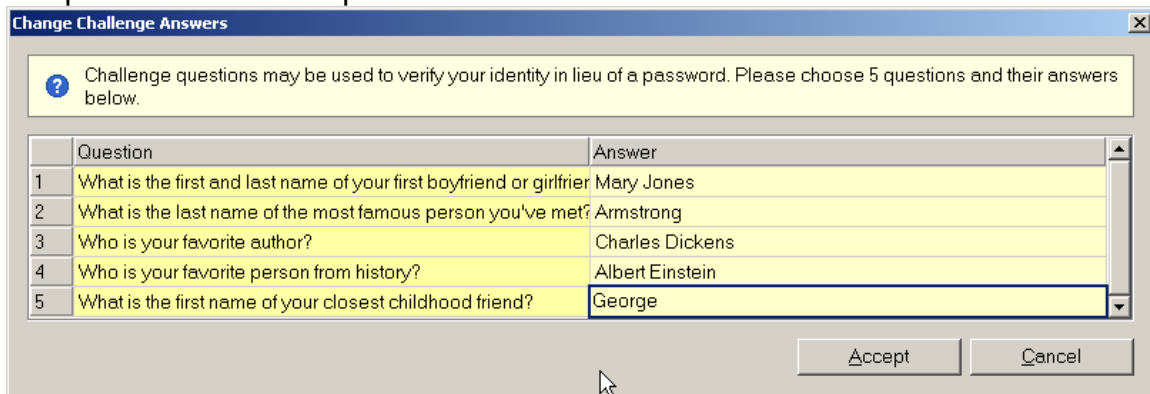 Change Challenge Answers
Challenge questions may be used to verify your identity in lieu of a password. Please choose 5 questions and their answers
below.
Question Answer
1 What is the first and last name of your first boyfriend or girlfrier Mary Jones
2 What is the last name of the most famous person you've met? Armstrong
3 Who is your favorite author? Charles Dickens
4 Who is your favorite person from history? Albert Einstein
5 What is the first name of your closest childhood friend? George
Accept Cancel